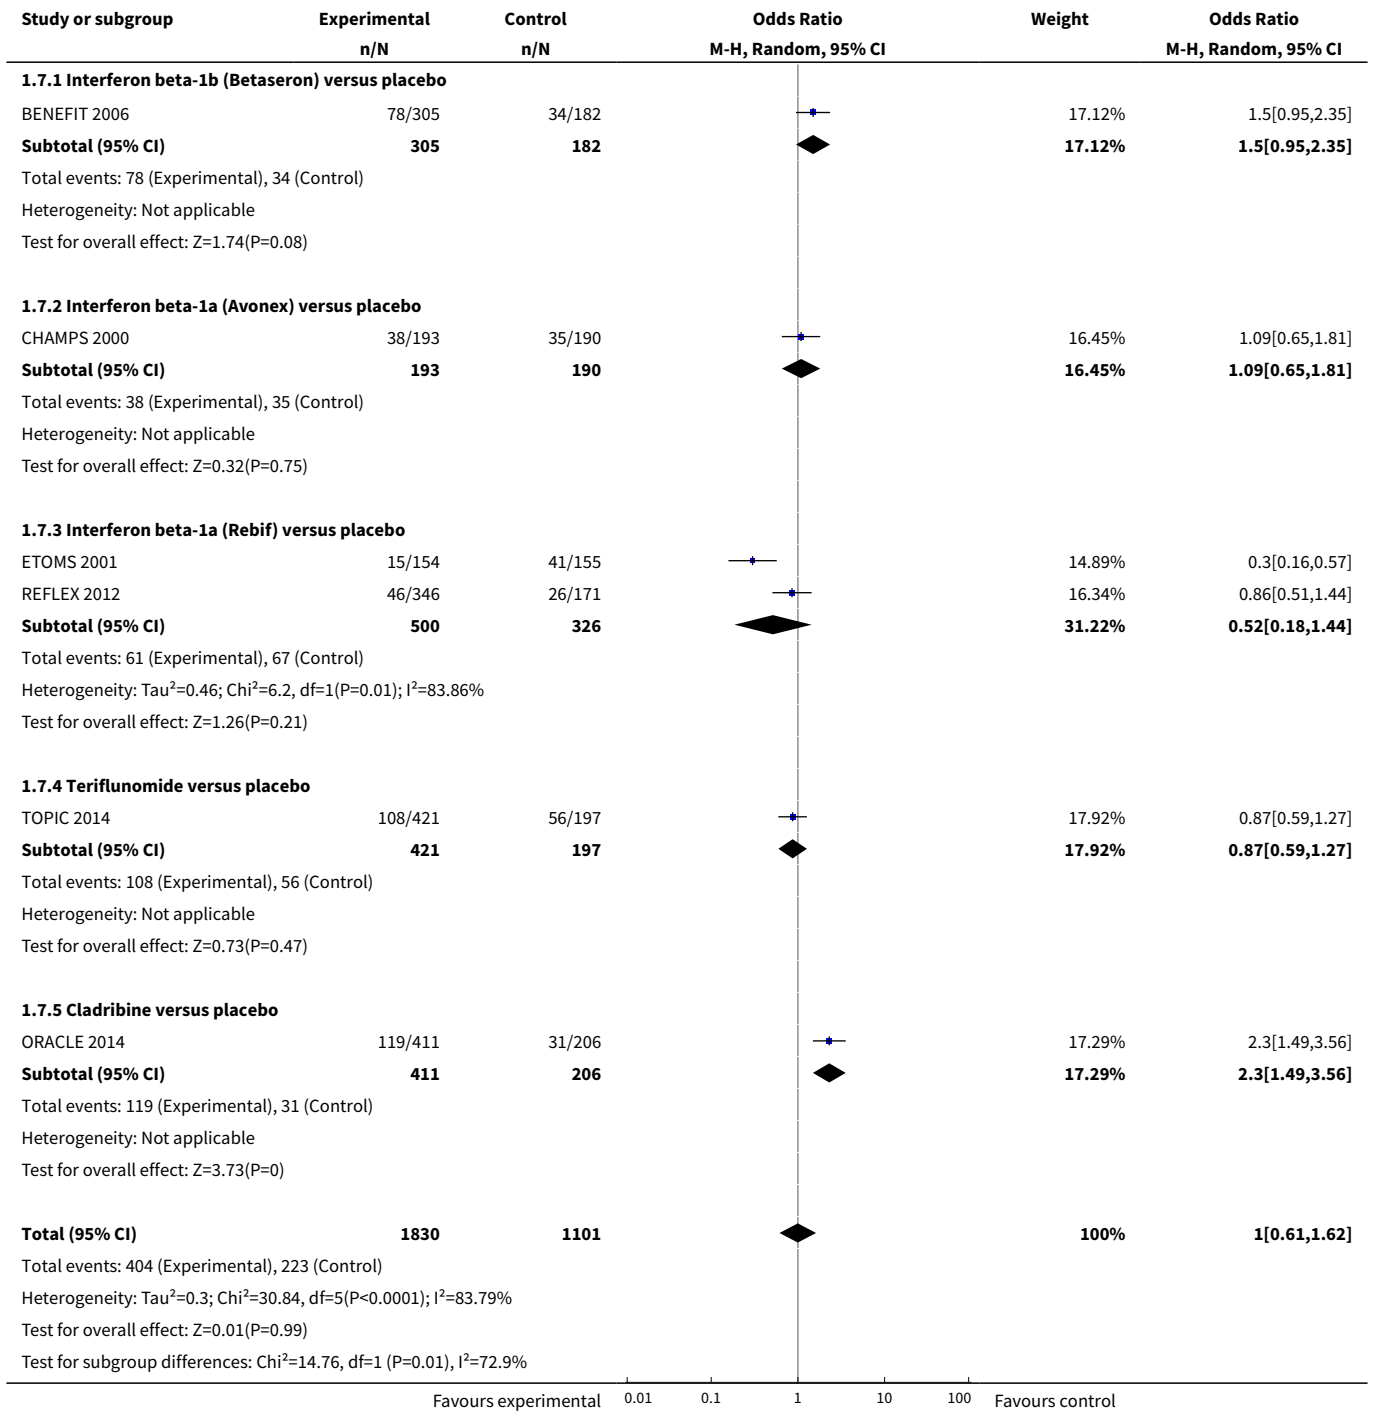 Study or subgroup Experimental Control Odds Ratio Weight Odds Ratio
n/N n/N M-H, Random, 95% CI M-H, Random, 95% CI
1.7.1 Interferon beta-1b (Betaseron) versus placebo
BENEFIT 2006 78/305 34/182 17.12% 1.5[0.95,2.35]
Subtotal (95% CI) 305 182 17.12% 1.5[0.95,2.35]
Total events: 78 (Experimental), 34 (Control)
Heterogeneity: Not applicable
Test for overall effect: Z=1.74(P=0.08)
1.7.2 Interferon beta-1a (Avonex) versus placebo
CHAMPS 2000 38/193 35/190 16.45% 1.09[0.65,1.81]
Subtotal (95% CI) 193 190 16.45% 1.09[0.65,1.81]
Total events: 38 (Experimental), 35 (Control)
Heterogeneity: Not applicable
Test for overall effect: Z=0.32(P=0.75)
1.7.3 Interferon beta-1a (Rebif) versus placebo
ETOMS 2001 15/154 41/155 14.89% 0.3[0.16,0.57]
REFLEX 2012 46/346 26/171 16.34% 0.86[0.51,1.44]
Subtotal (95% CI) 500 326 31.22% 0.52[0.18,1.44]
Total events: 61 (Experimental), 67 (Control)
Heterogeneity: Tau²=0.46; Chi²=6.2, df=1(P=0.01); I²=83.86%
Test for overall effect: Z=1.26(P=0.21)
1.7.4 Teriflunomide versus placebo
TOPIC 2014 108/421 56/197 17.92% 0.87[0.59,1.27]
Subtotal (95% CI) 421 197 17.92% 0.87[0.59,1.27]
Total events: 108 (Experimental), 56 (Control)
Heterogeneity: Not applicable
Test for overall effect: Z=0.73(P=0.47)
1.7.5 Cladribine versus placebo
ORACLE 2014 119/411 31/206 17.29% 2.3[1.49,3.56]
Subtotal (95% CI) 411 206 17.29% 2.3[1.49,3.56]
Total events: 119 (Experimental), 31 (Control)
Heterogeneity: Not applicable
Test for overall effect: Z=3.73(P=0)
Total (95% CI) 1830 1101 100% 1[0.61,1.62]
Total events: 404 (Experimental), 223 (Control)
Heterogeneity: Tau²=0.3; Chi²=30.84, df=5(P<0.0001); I²=83.79%
Test for overall effect: Z=0.01(P=0.99)
Test for subgroup differences: Chi²=14.76, df=1 (P=0.01), I²=72.9%
Favours experimental 0.01 0.1 1 10 100 Favours control